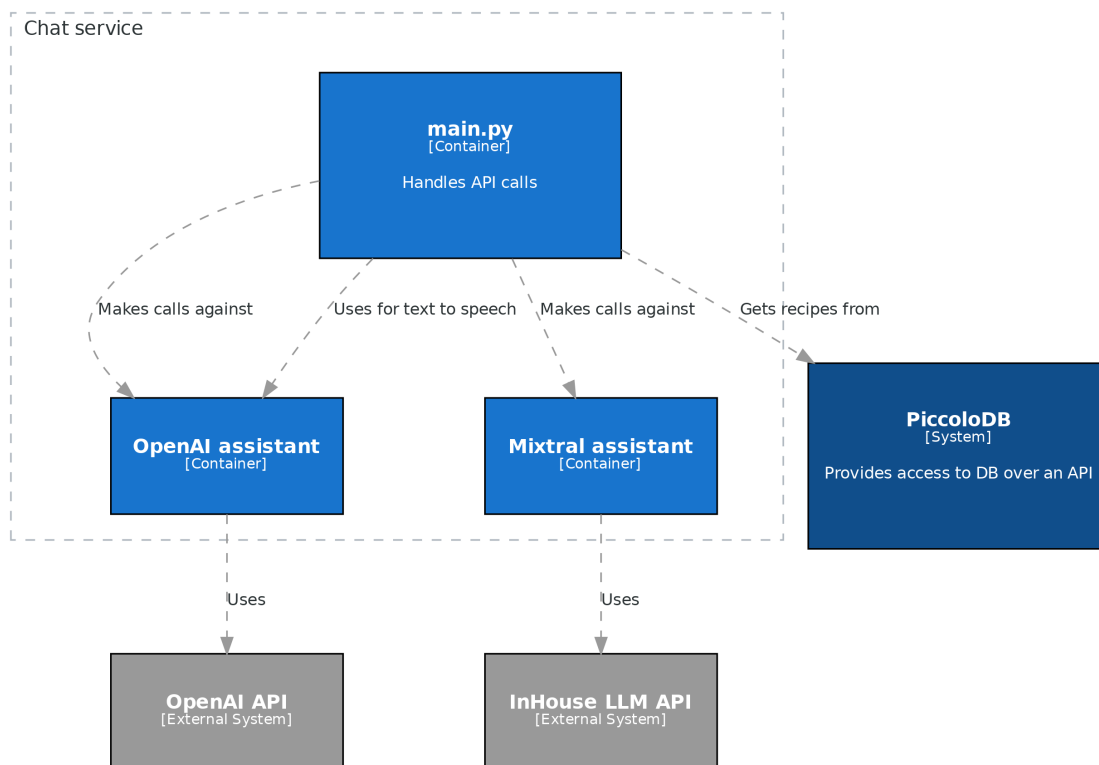 Chat service
main.py
[Container]
Handles API calls
Makes calls against
Uses for text to speech
Makes calls against
Gets recipes from
OpenAI assistant
[Container]
Mixtral assistant
[Container]
PiccoloDB
[System]
Provides access to DB over an API
Uses
Uses
OpenAI API
[External System]
InHouse LLM API
[External System]